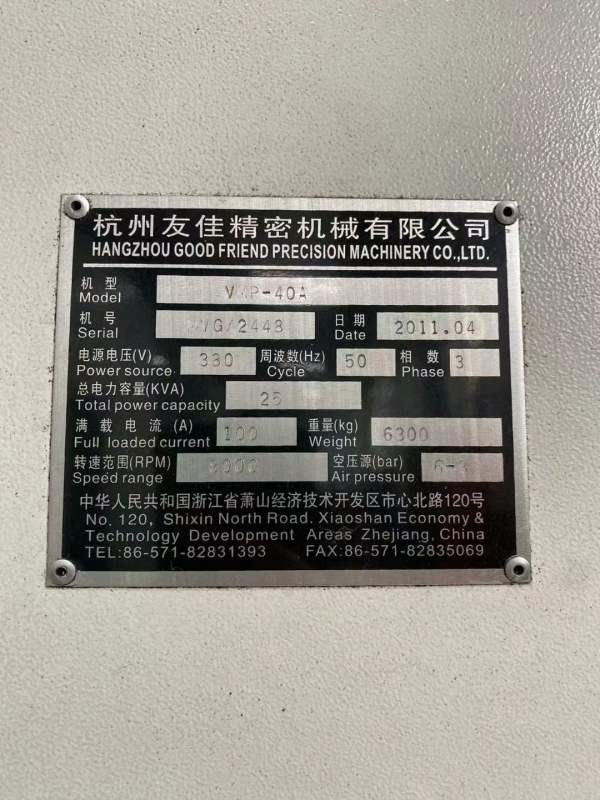 杭州友佳精密机械有限公司
HANGZHOU GOOD FRIEND PRECISION MACHINERY CO.,LTD.
机型
Model
机号
Serial
日期 2011.04
Date
电源电压(V) 周波数(Hz) 50 相数 3
Power source Cycle Phase
总电力容量(KVA) 25
Total power capacity
满载电流(A) 100 重量(kg) 6300
Full loaded current Weight
转速范围(RPM) 空压源(bar)
Speed range Air pressure
中华人民共和国浙江省萧山经济技术开发区市心北路120号
No. 120, Shixin North Road. Xiaoshan Economy &
Technology Development Areas Zhejiang, China
TEL:86-571-82831393 FAX:86-571-82835069